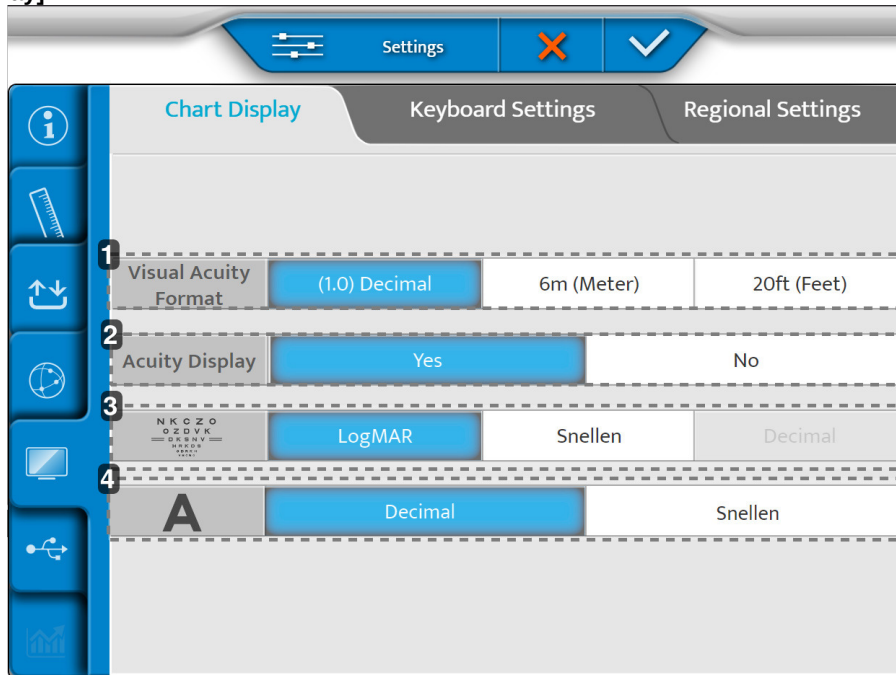 ay]
Settings
Chart Display
Keyboard Settings
Regional Settings
1
Visual Acuity
Format
(1.0) Decimal
6m (Meter)
20ft (Feet)
2
Acuity Display
Yes
No
3
N K C Z O
O Z D V K
D K S N V
LogMAR
Snellen
Decimal
4
A
Decimal
Snellen